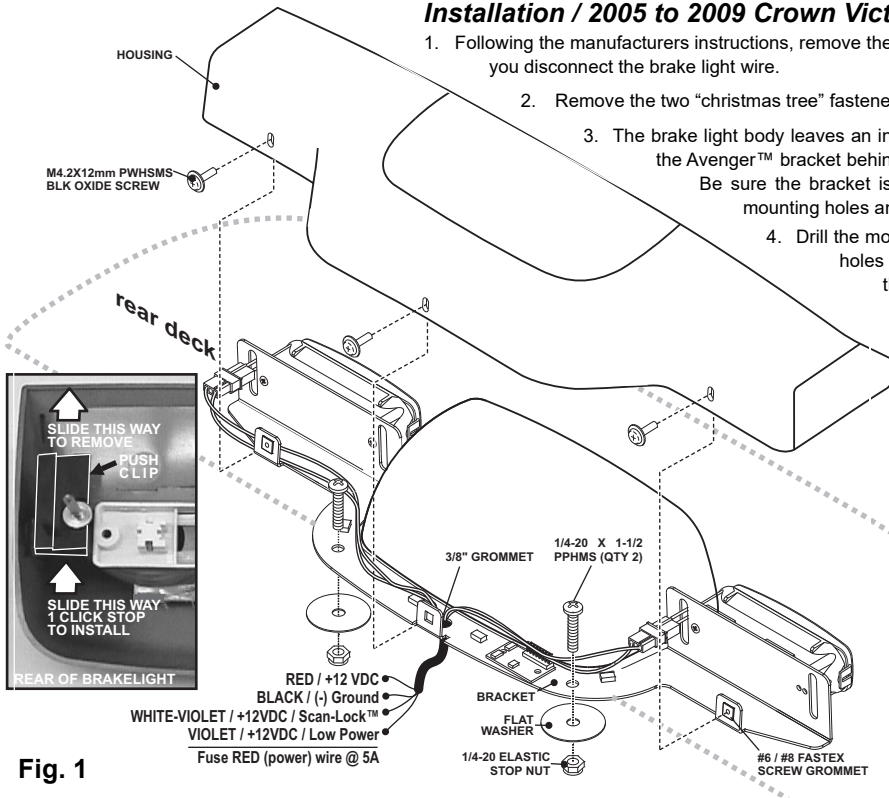 Installation / 2005 to 2009 Crown Vict
1. Following the manufacturers instructions, remove the
you disconnect the brake light wire.
2. Remove the two “christmas tree” fastene
3. The brake light body leaves an in
the Avenger™ bracket behin
Be sure the bracket is
mounting holes an
4. Drill the mo
holes
t
HOUSING
M4.2X12mm PWHSMS
BLK OXIDE SCREW
rear deck
SLIDE THIS WAY
TO REMOVE
PUSH
CLIP
SLIDE THIS WAY
1 CLICK STOP
TO INSTALL
REAR OF BRAKELIGHT
3/8" GROMMET
1/4-20 X 1-1/2
PPHMS (QTY 2)
RED / +12 VDC
BLACK / (-) Ground
WHITE-VIOLET / +12VDC / Scan-Lock™
VIOLET / +12VDC / Low Power
Fuse RED (power) wire @ 5A
BRACKET
FLAT
WASHER
1/4-20 ELASTIC
STOP NUT
#6 / #8 FASTEX
SCREW GROMMET
Fig. 1